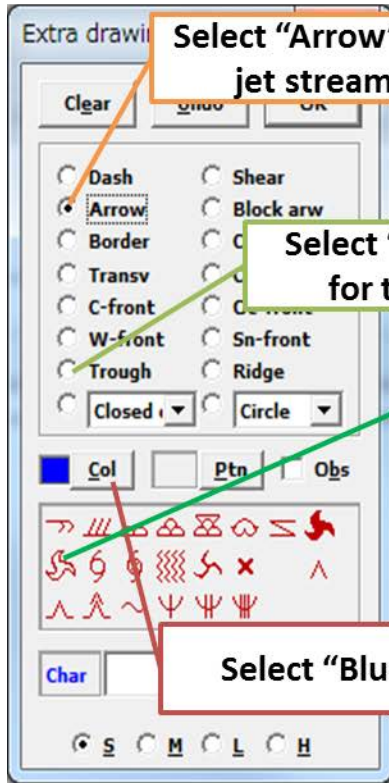 Extra drawi
Select “Arrow”
jet stream
Clear Undo OK
Dash Shear
Arrow Block arw
Border
Select “
for t
Transv
C-front
W-front Sn-front
Trough Ridge
Closed Circle
Col Ptn Obs
Char
Select “Blu
S M L H